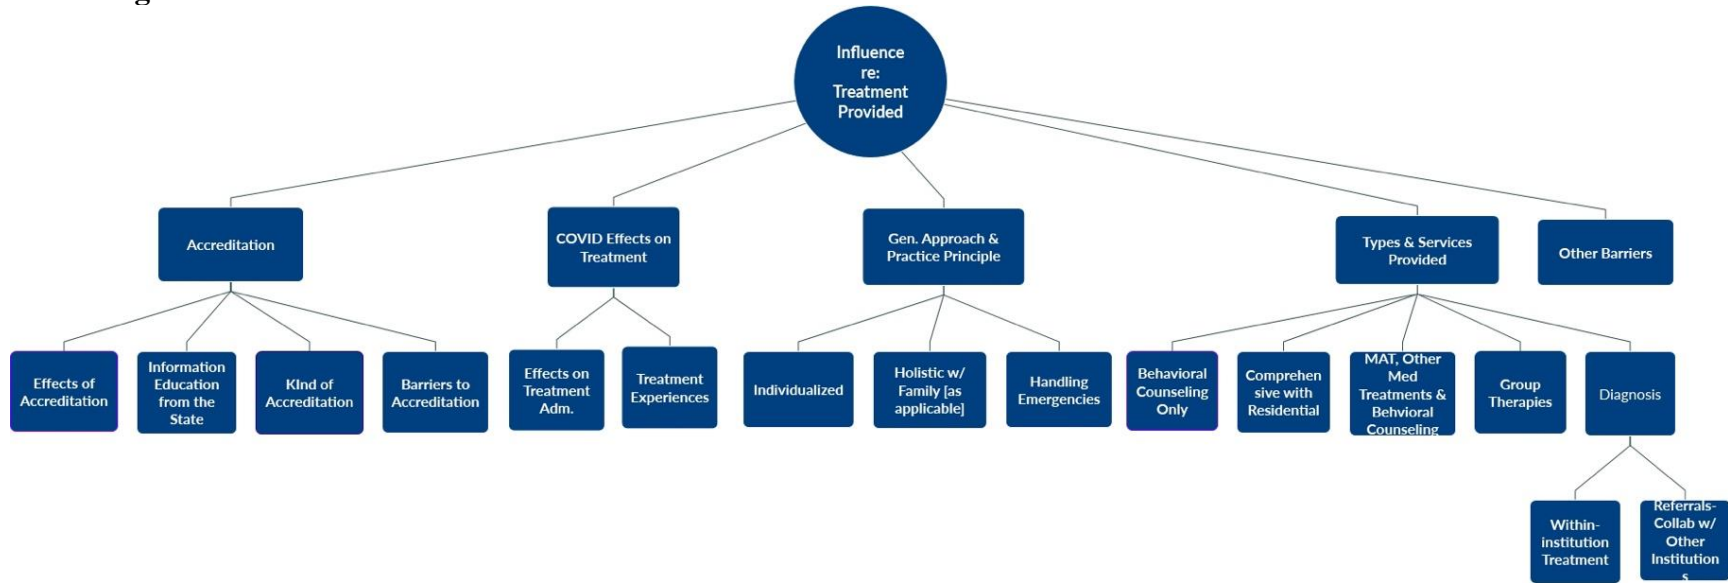 Influence
re:
Treatment
Provided
Accreditation
COVID Effects on
Treatment
Gen. Approach &
Practice Principle
Types & Services
Provided
Other Barriers
Effects of
Accreditation
Information
Education
from the
State
KInd of
Accreditation
Barriers to
Accreditation
Effects on
Treatment
Adm.
Treatment
Experiences
Individualized
Holistic w/
Family [as
applicable]
Handling
Emergencies
Behavioral
Counseling
Only
Comprehen
sive with
Residential
MAT, Other
Med
Treatments &
Behvioral
Counseling
Group
Therapies
Diagnosis
Within-
institution
Treatment
Referrals-
Collab w/
Other
Institution
s